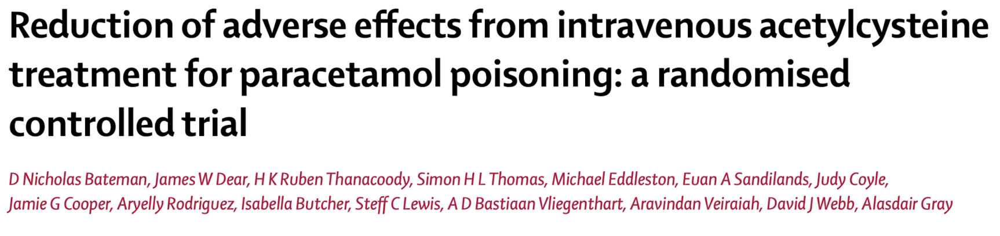 Reduction of adverse effects from intravenous acetylcysteine
treatment for paracetamol poisoning: a randomised
controlled trial
D Nicholas Bateman, James W Dear, H K Ruben Thanacoody, Simon H L Thomas, Michael Eddleston, Euan A Sandilands, Judy Coyle,
Jamie G Cooper, Aryelly Rodriguez, Isabella Butcher, Steff C Lewis, A D Bastiaan Vliegenthart, Aravindan Veiraiah, David J Webb, Alasdair Gray